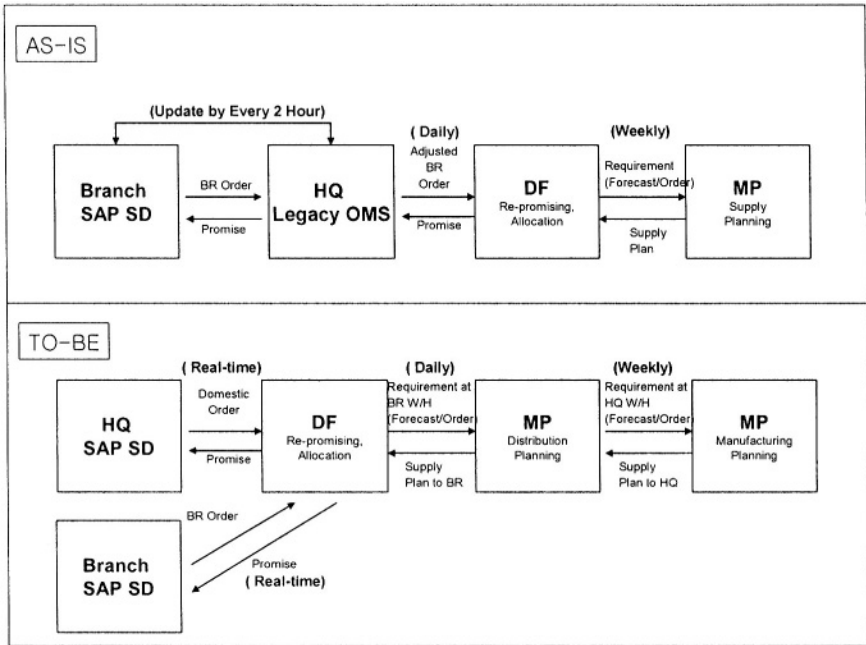 AS-IS
(Update by Every 2 Hour)
( Daily)
(Weekly)
Branch
SAP SD
BR Order
Promise
HQ
Legacy OMS
Adjusted
BR
Order
Promise
DF
Re-promising,
Allocation
Requirement
(Forecast/Order)
Supply
Plan
MP
Supply
Planning
TO-BE
( Real-time)
( Daily)
(Weekly)
HQ
SAP SD
Domestic
Order
Promise
DF
Re-promising,
Allocation
Requirement at
BR W/H
(Forecast/Order)
Supply
Plan to BR
MP
Distribution
Planning
Requirement at
HQ W/H
(Forecast/Order)
Supply
Plan to HQ
MP
Manufacturing
Planning
Branch
SAP SD
BR Order
Promise
( Real-time)